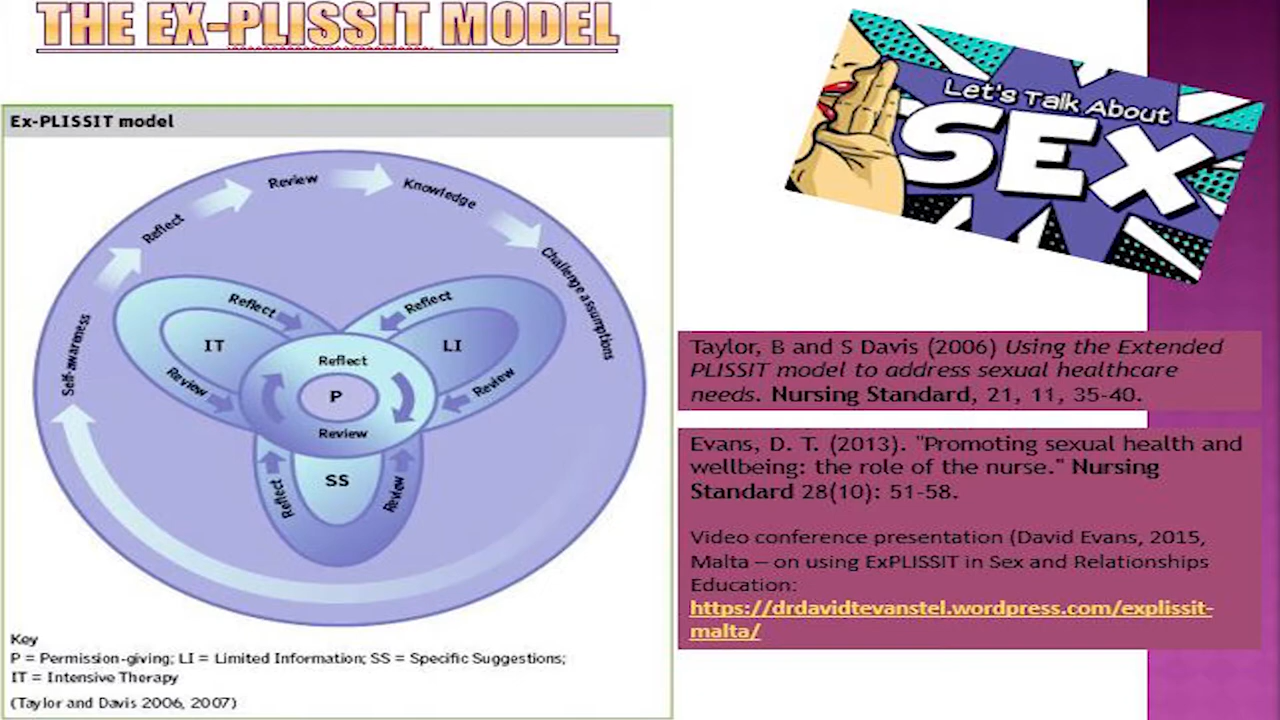 THE EX-PLISSIT MODEL
Let's Talk About
SEX
Ex-PLISSIT model
Self-awareness
Reflect
Review
Knowledge
Challenge assumptions
Reflect
IT
Review
Reflect
LI
Review
Reflect
P
Review
Reflect
SS
Review
Key
P = Permission-giving; LI = Limited Information; SS = Specific Suggestions;
IT = Intensive Therapy
(Taylor and Davis 2006, 2007)
Taylor, B and S Davis (2006) Using the Extended
PLISSIT model to address sexual healthcare
needs. Nursing Standard, 21, 11, 35-40.
Evans, D. T. (2013). "Promoting sexual health and
wellbeing: the role of the nurse." Nursing
Standard 28(10): 51-58.
Video conference presentation (David Evans, 2015,
Malta – on using ExPLISSIT in Sex and Relationships
Education:
https://drdavidtevanstel.wordpress.com/explissit-
malta/